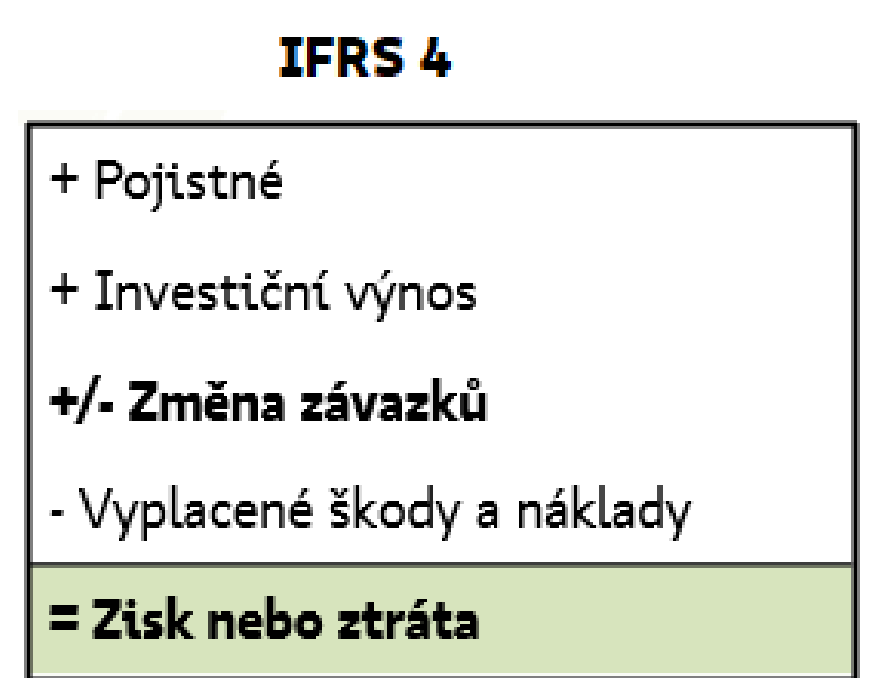 IFRS 4
+ Pojistné
+ Investiční výnos
+/- Změna závazků
- Vyplacené škody a náklady
= Zisk nebo ztráta